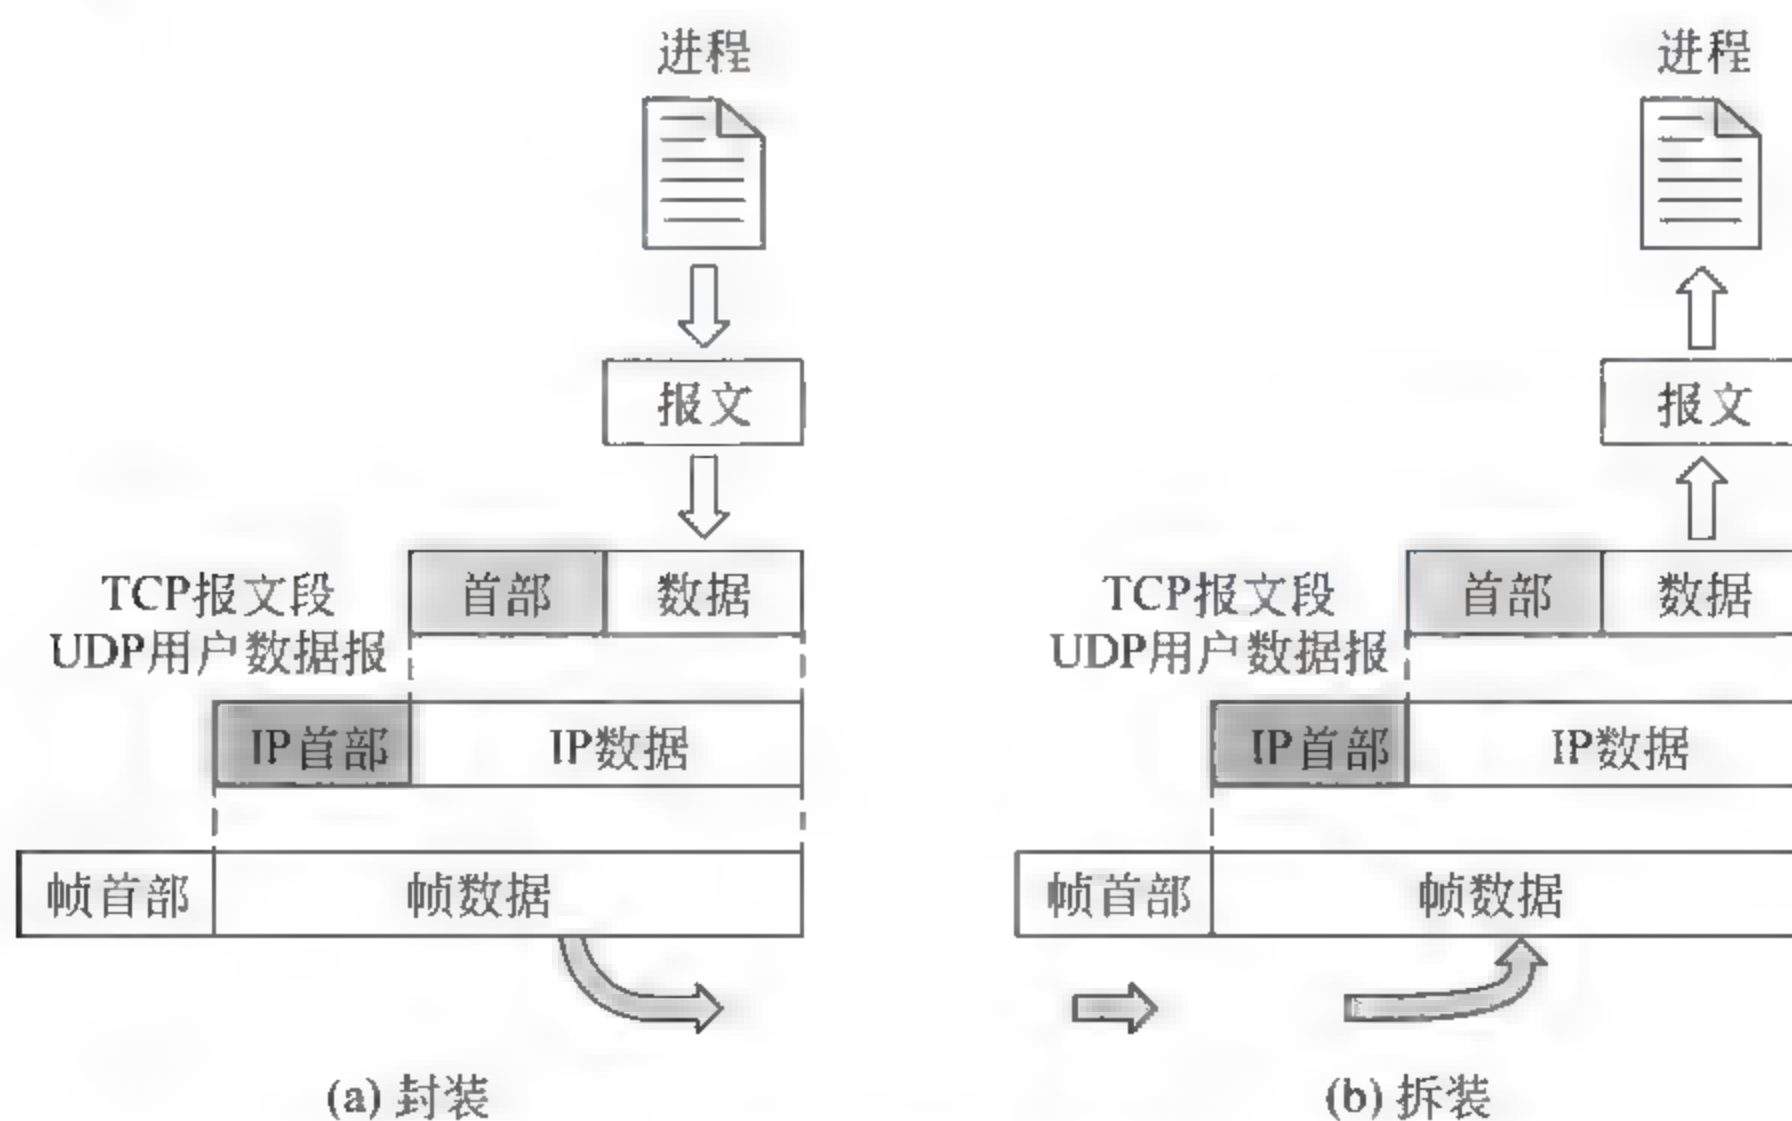 进程
报文
首部 数据
TCP报文段
UDP用户数据报
IP首部 IP数据
帧首部 帧数据
(a) 封装
进程
报文
首部 数据
TCP报文段
UDP用户数据报
IP首部 IP数据
帧首部 帧数据
(b) 拆装